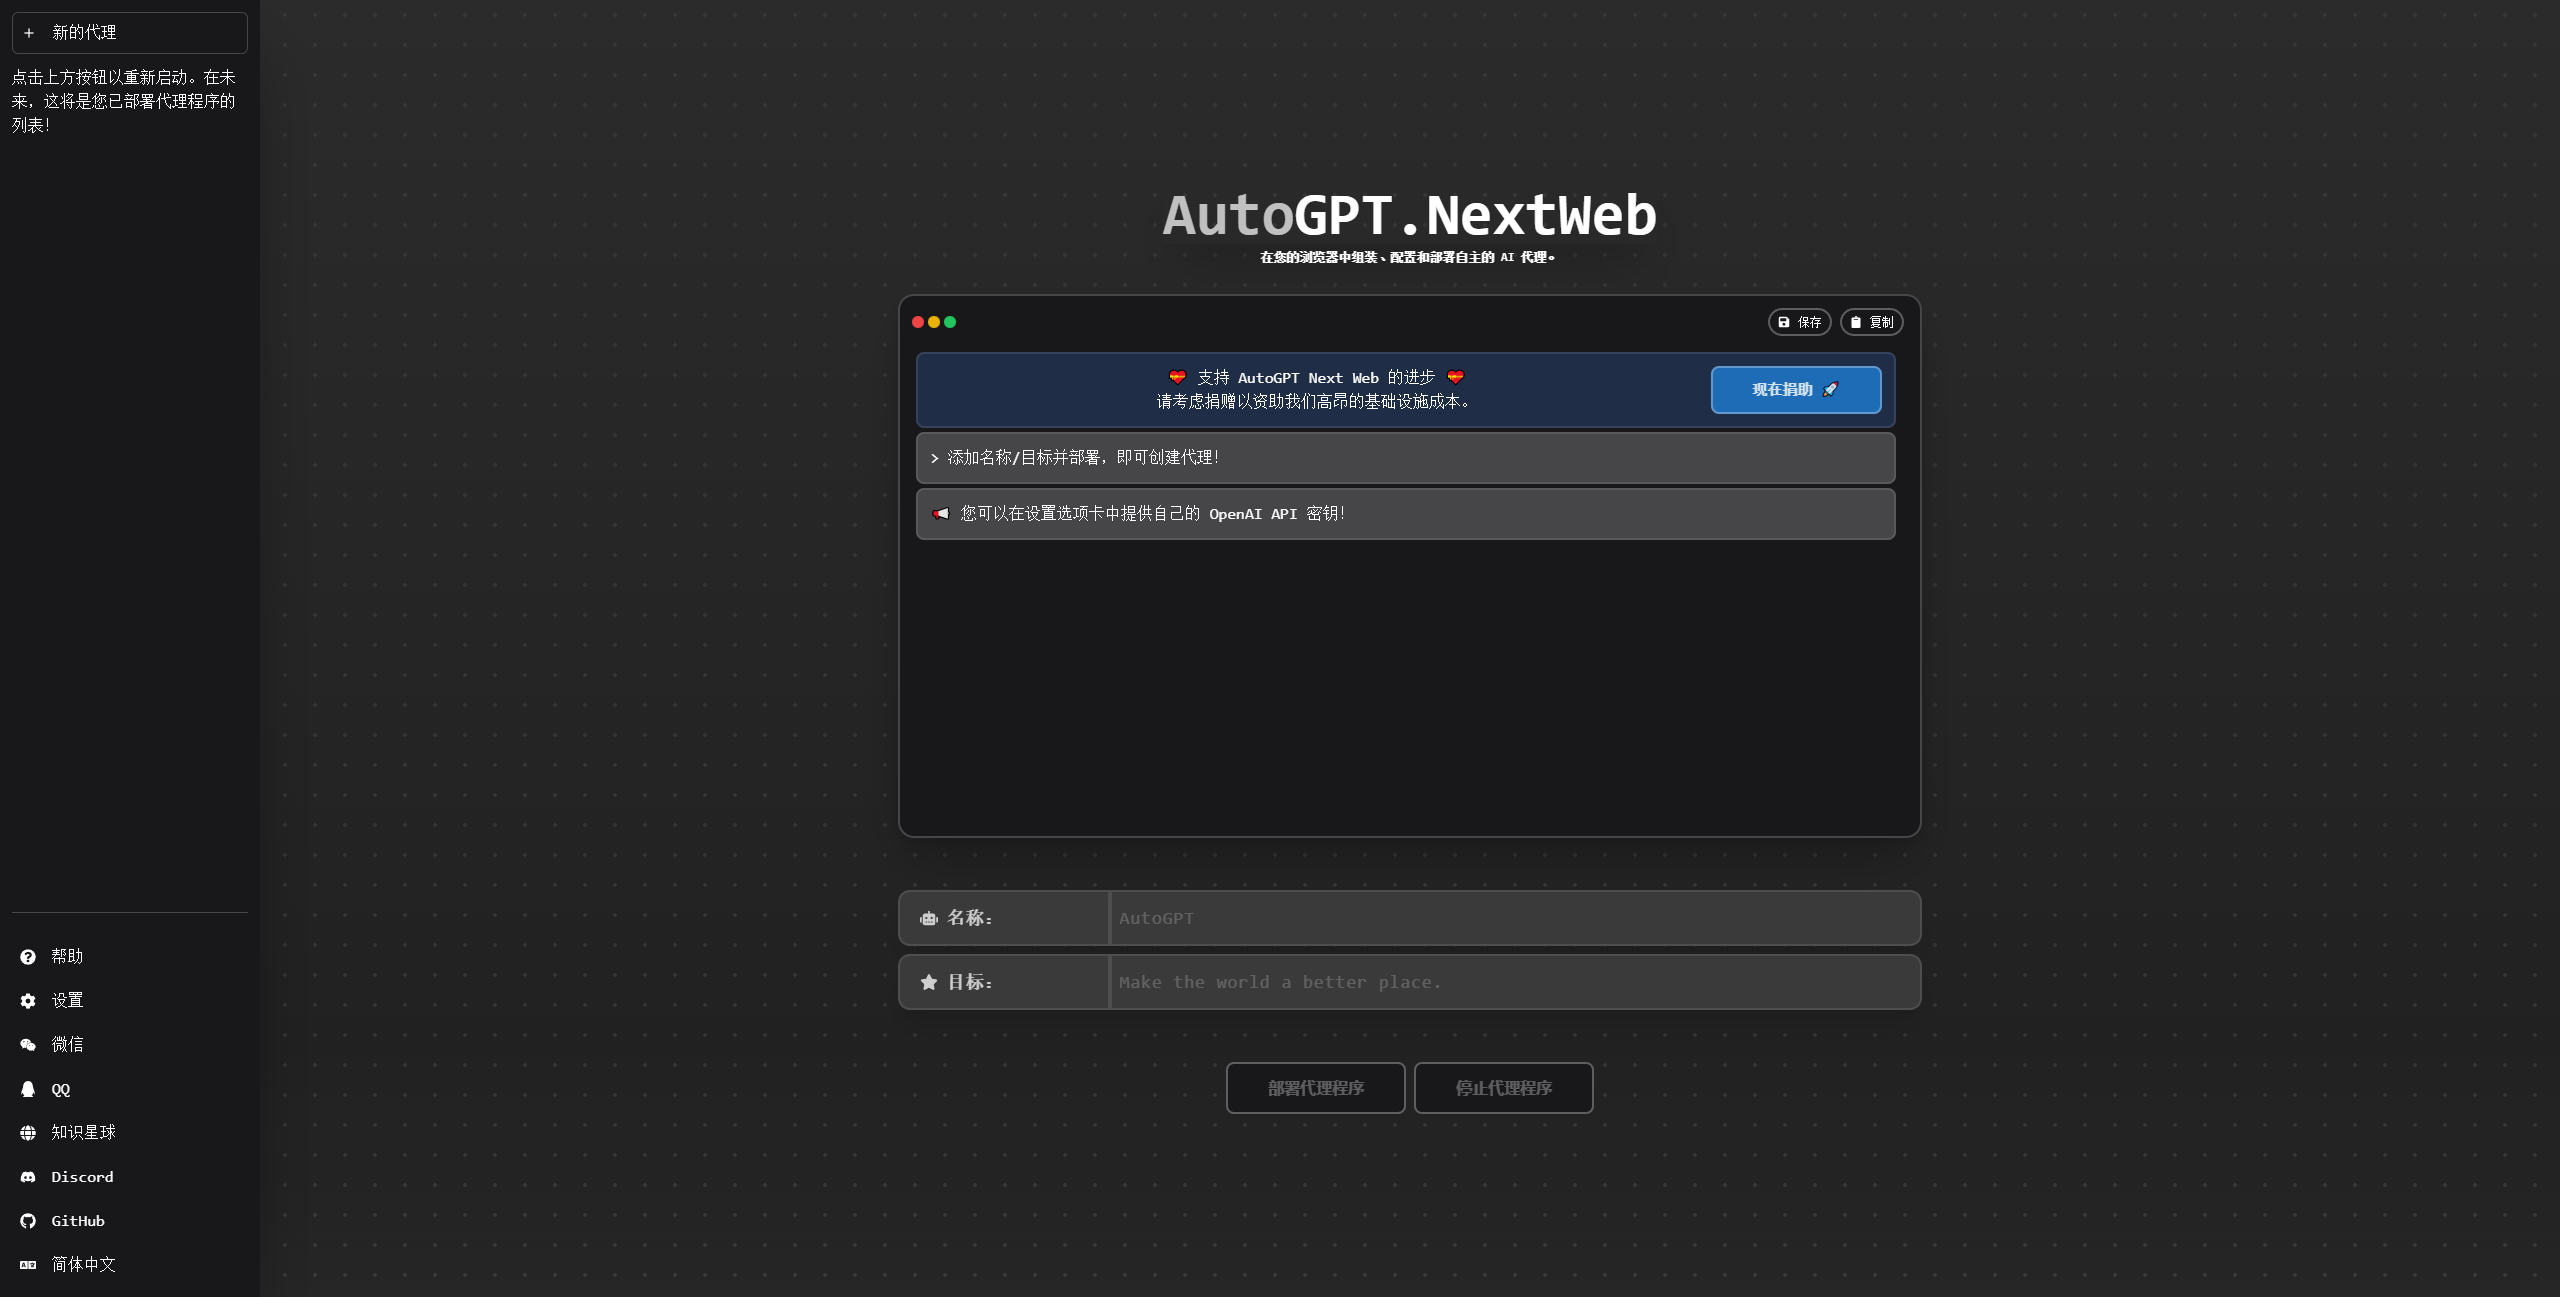 新的代理
点击上方按钮以重新启动。在未
来，这将是您已部署代理程序的
列表！
帮助
设置
微信
QQ
知识星球
Discord
GitHub
简体中文
AutoGPT.NextWeb
在您的浏览器中组装、配置和部署自主的 AI 代理。
保存 复制
支持 AutoGPT Next Web 的进步
请考虑捐赠以资助我们高昂的基础设施成本。
现在捐助
> 添加名称/目标并部署，即可创建代理！
您可以在设置选项卡中提供自己的 OpenAI API 密钥！
名称： AutoGPT
目标： Make the world a better place.
部署代理程序 停止代理程序